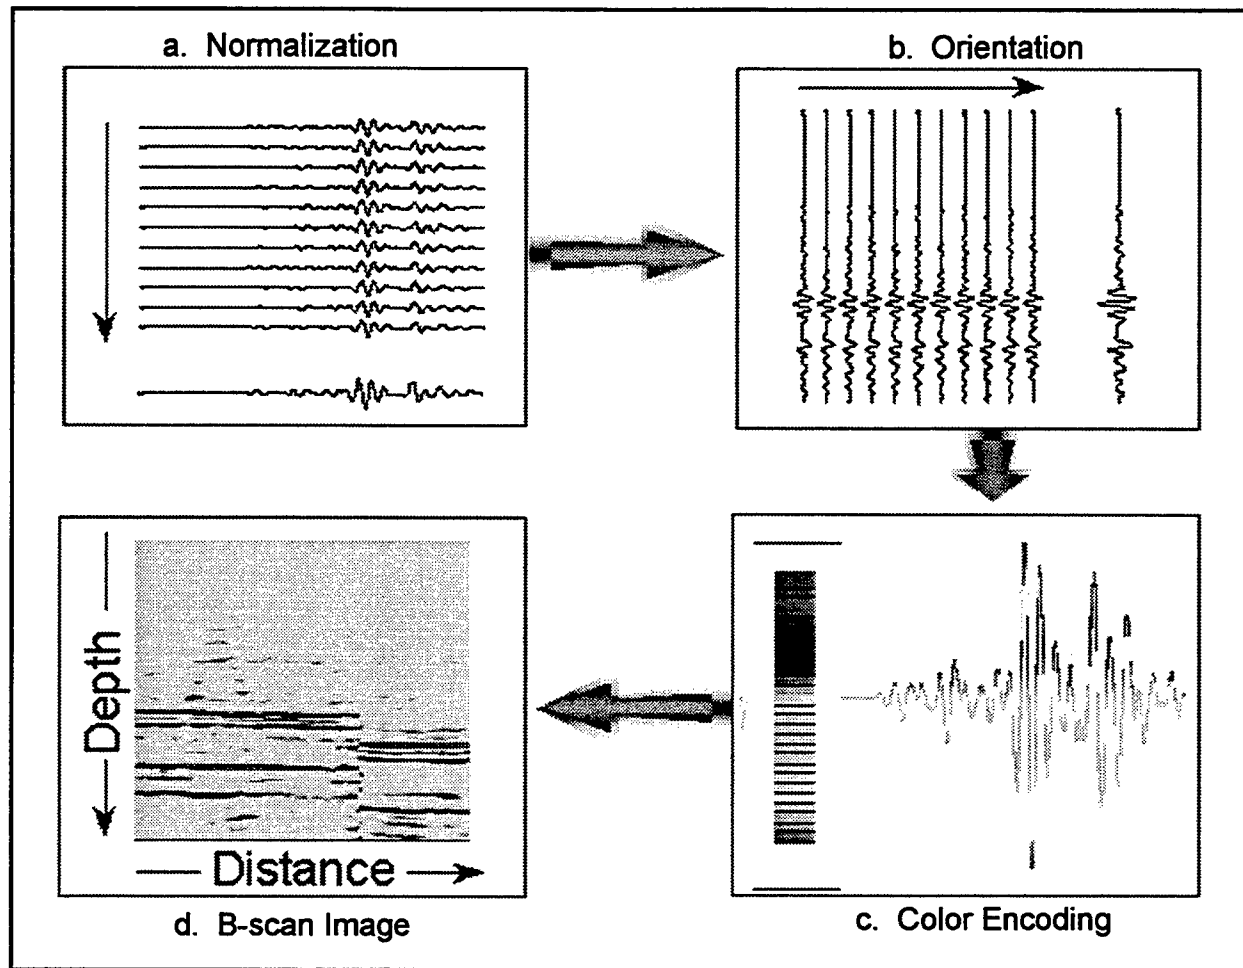 a. Normalization
b. Orientation
Depth
Distance
d. B-scan Image
c. Color Encoding